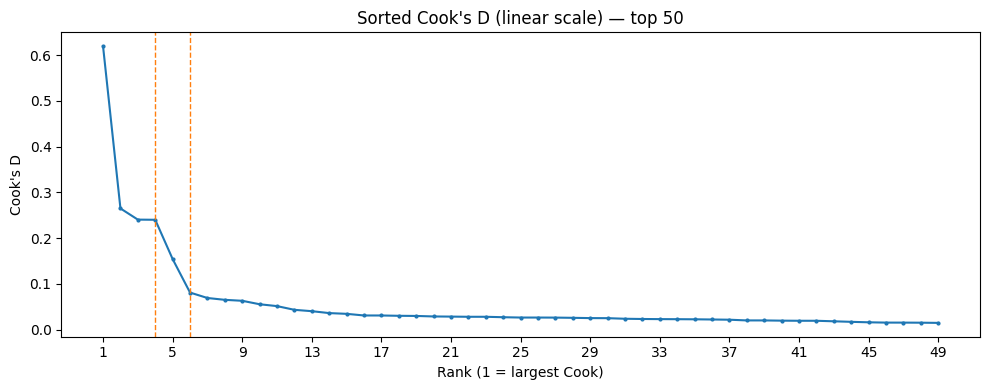 Sorted Cook's D (linear scale) — top 50
0.6
0.5
0.4
0.3
0.2
0.1
0.0
Cook's D
1 5 9 13 17 21 25 29 33 37 41 45 49
Rank (1 = largest Cook)